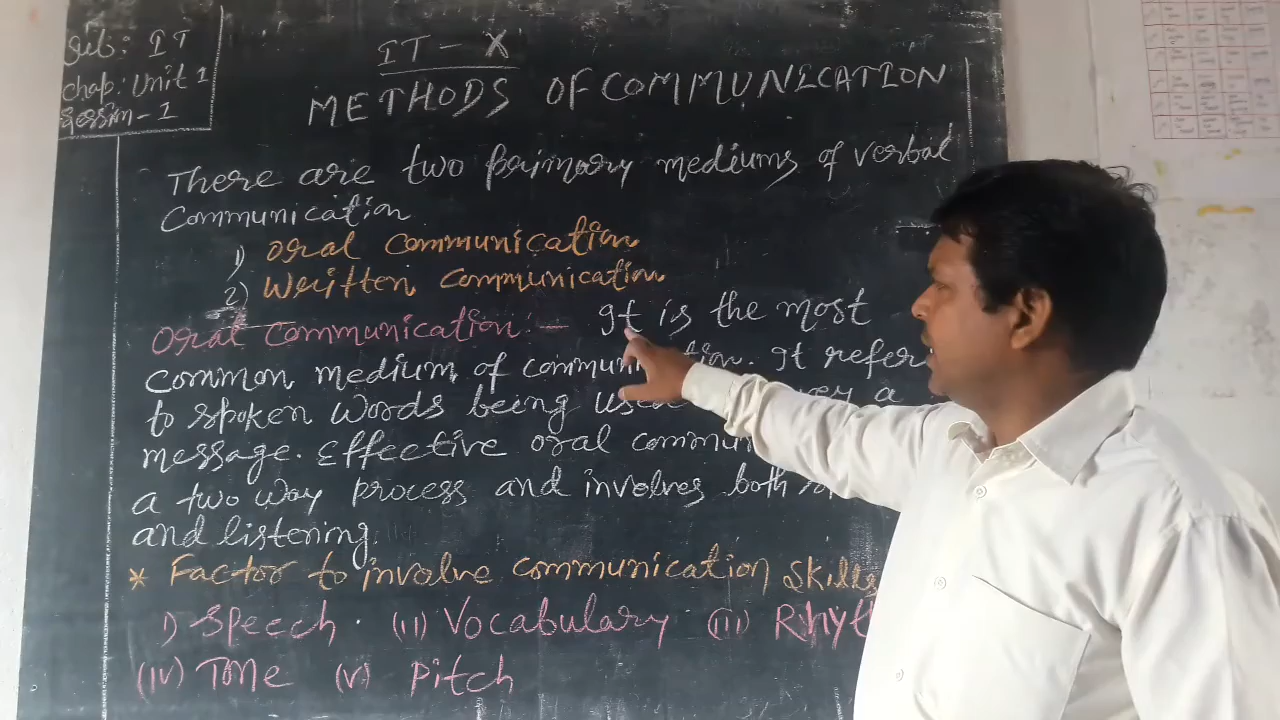 Sub: IT
Chap: Unit 1
Session-1
IT - X
METHODS OF COMMUNICATION
There are two primary mediums of verbal
Communication
1) Oral communication
2) Written communication
Oral communication:- It is the most
common medium of communication. It refer
to spoken words being used a
message. Effective oral commun
a two way process and involves both
and listening.
* Factor to involve communication skills
i) Speech. (ii) Vocabulary (iii) Rhyt
(iv) Tone (v) Pitch